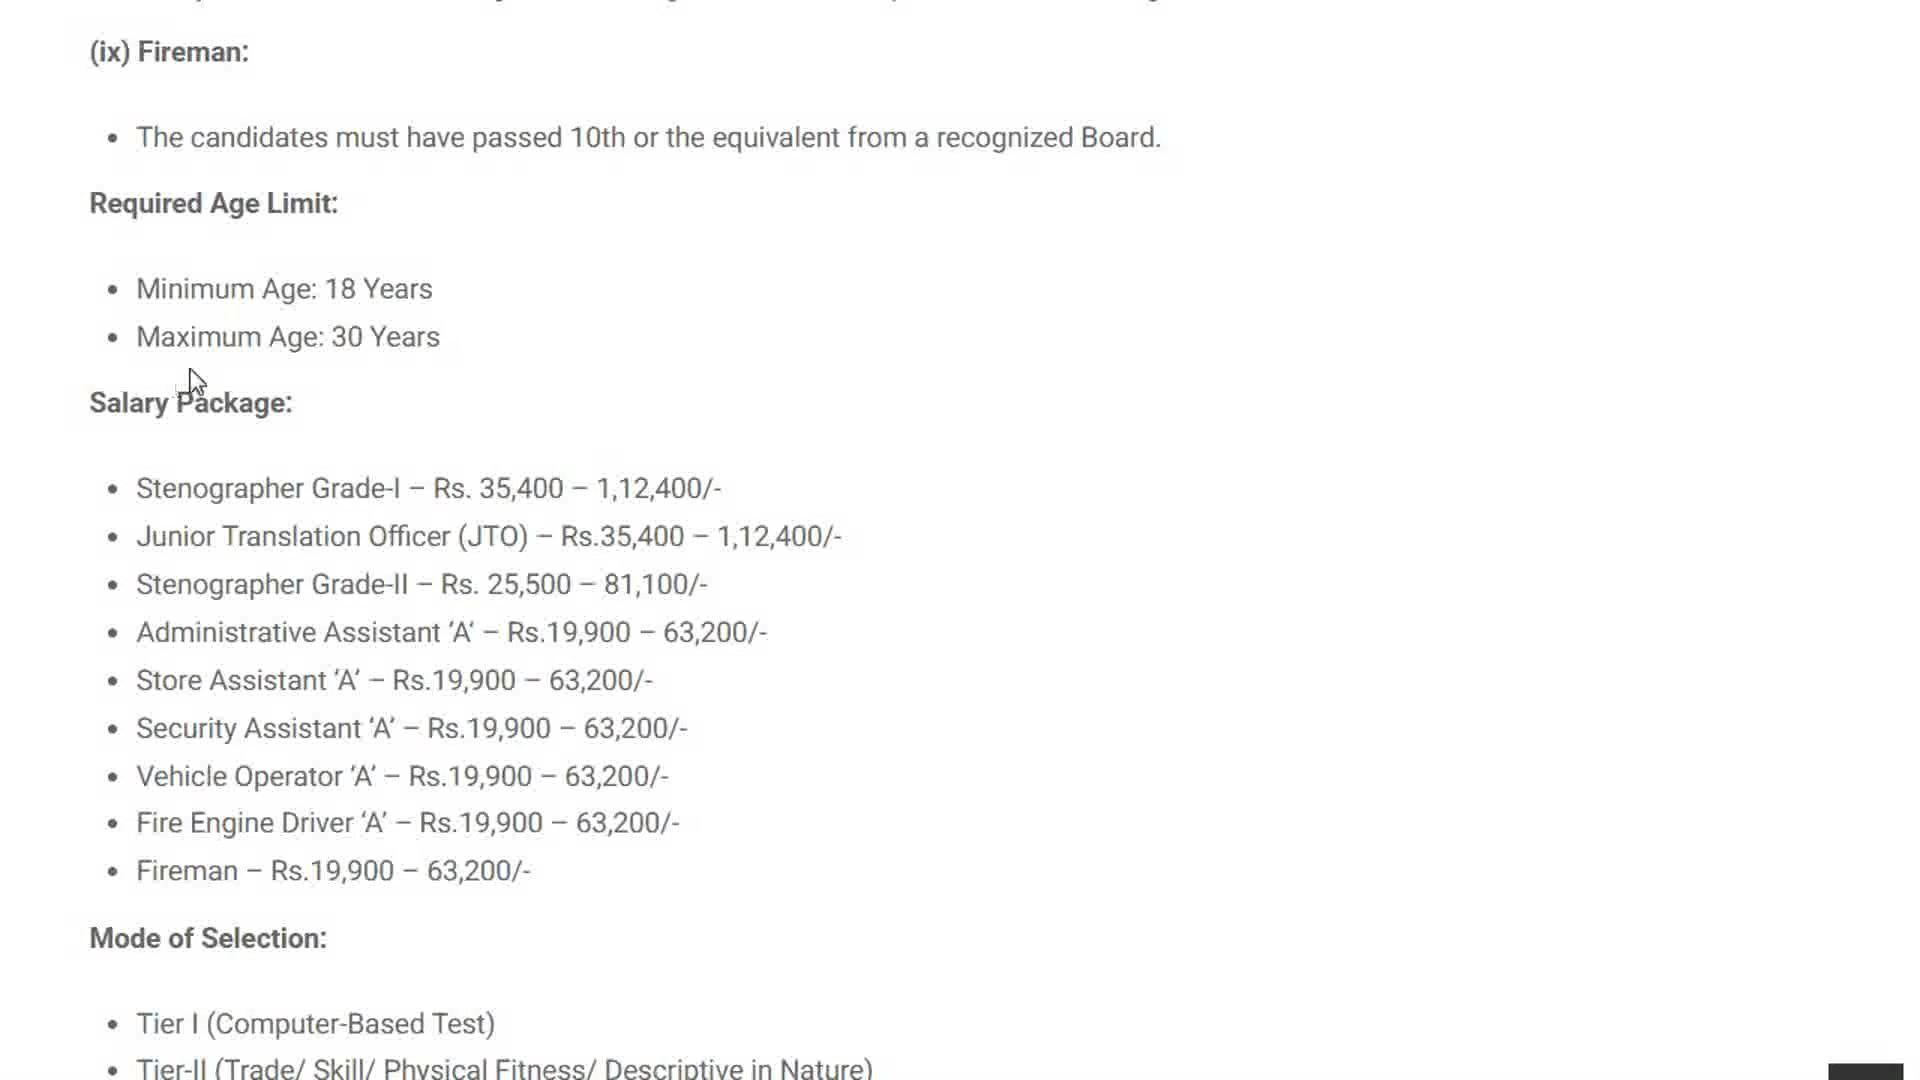 (ix) Fireman:
• The candidates must have passed 10th or the equivalent from a recognized Board.
Required Age Limit:
• Minimum Age: 18 Years
• Maximum Age: 30 Years
Salary Package:
• Stenographer Grade-I – Rs. 35,400 – 1,12,400/-
• Junior Translation Officer (JTO) – Rs.35,400 – 1,12,400/-
• Stenographer Grade-II – Rs. 25,500 – 81,100/-
• Administrative Assistant ‘A’ – Rs.19,900 – 63,200/-
• Store Assistant ‘A’ – Rs.19,900 – 63,200/-
• Security Assistant ‘A’ – Rs.19,900 – 63,200/-
• Vehicle Operator ‘A’ – Rs.19,900 – 63,200/-
• Fire Engine Driver ‘A’ – Rs.19,900 – 63,200/-
• Fireman – Rs.19,900 – 63,200/-
Mode of Selection:
• Tier I (Computer-Based Test)
• Tier-II (Trade/ Skill/ Physical Fitness/ Descriptive in Nature)